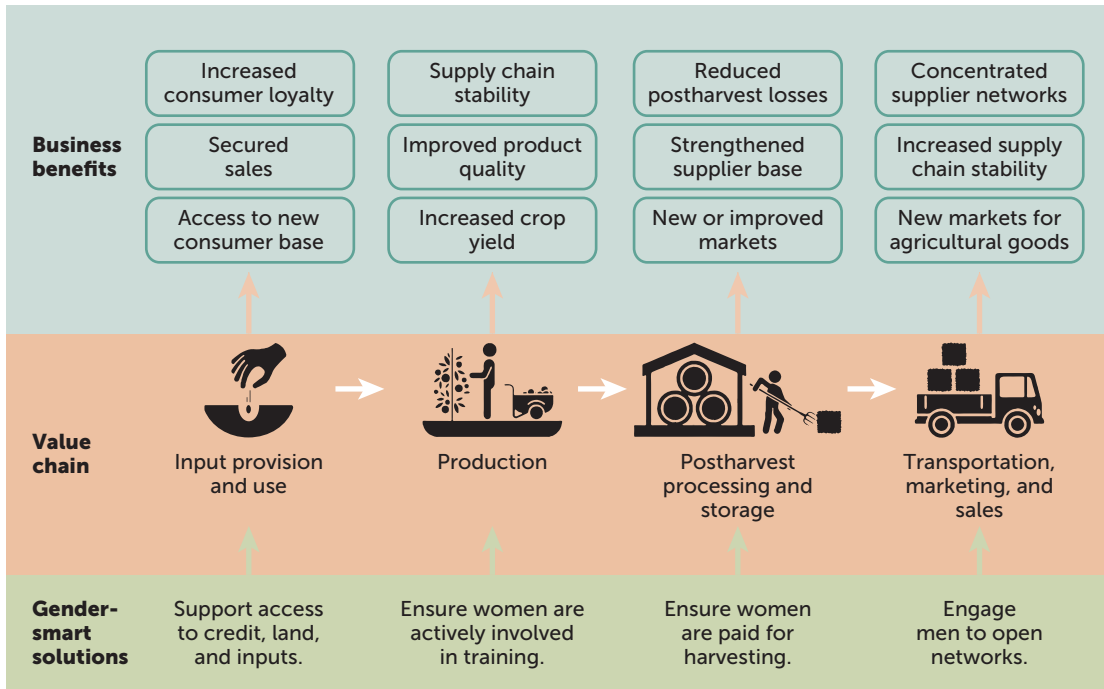 Business
benefits
Increased
consumer loyalty
Secured
sales
Access to new
consumer base
Supply chain
stability
Improved product
quality
Increased crop
yield
Reduced
postharvest losses
Strengthened
supplier base
New or improved
markets
Concentrated
supplier networks
Increased supply
chain stability
New markets for
agricultural goods
Value
chain
Input provision
and use
Production
Postharvest
processing and
storage
Transportation,
marketing, and
sales
Gender-
smart
solutions
Support access
to credit, land,
and inputs.
Ensure women are
actively involved
in training.
Ensure women
are paid for
harvesting.
Engage
men to open
networks.